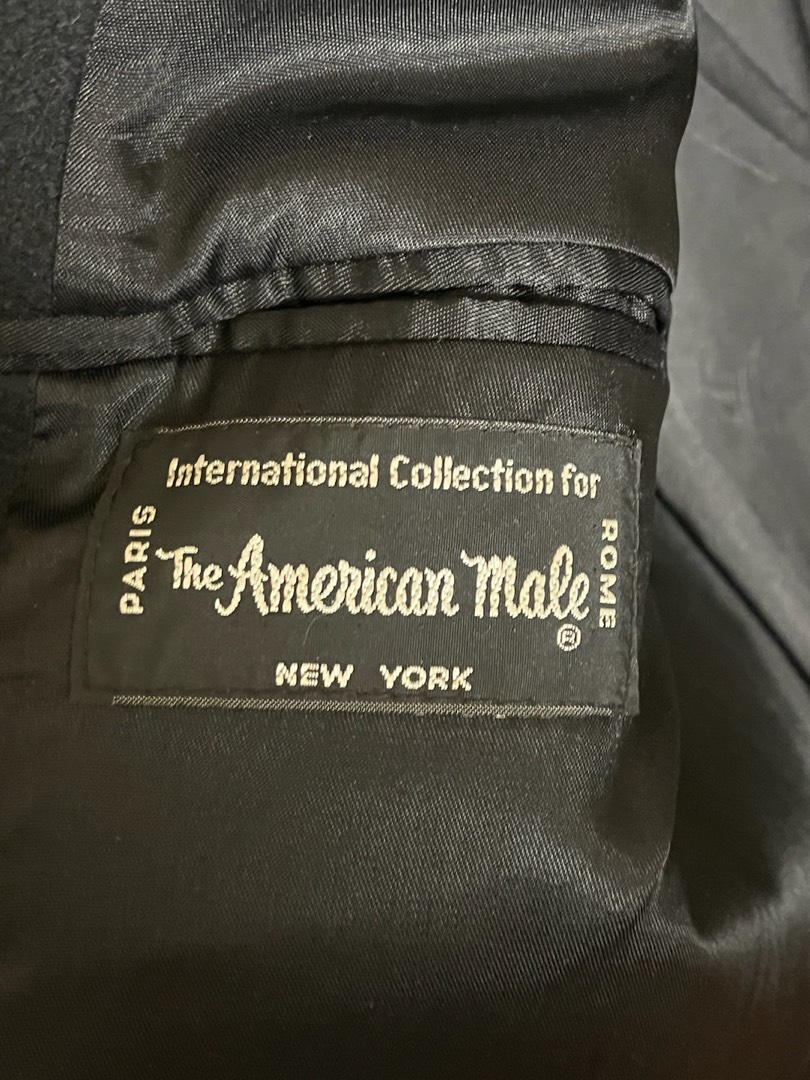 International Collection for
PARIS
The American Male
®
ROME
NEW YORK